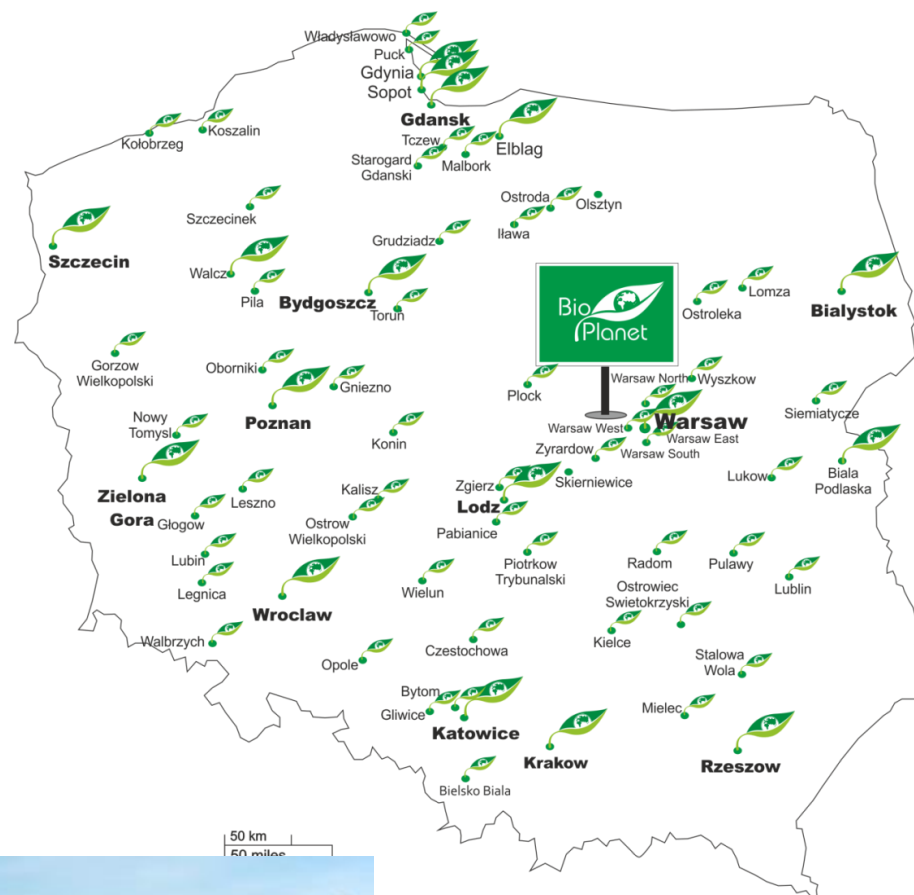 Władysławowo
Puck
Gdynia
Sopot
Gdansk
Kołobrzeg
Koszalin
Tczew
Elblag
Starogard
Gdanski
Malbork
Szczecinek
Ostroda
Olsztyn
Iława
Grudziadz
Szczecin
Walcz
Pila
Bydgoszcz
Torun
Bio
Planet
Ostroleka
Lomza
Bialystok
Gorzow
Wielkopolski
Oborniki
Gniezno
Plock
Warsaw North
Wyszkow
Nowy
Tomysl
Poznan
Konin
Warsaw West
Warsaw
Warsaw East
Warsaw South
Siemiatycze
Zyrardow
Zielona
Gora
Leszno
Kalisz
Zgierz
Skierniewice
Lukow
Biala
Podlaska
Głogow
Ostrow
Wielkopolski
Lodz
Pabianice
Lubin
Legnica
Wroclaw
Wielun
Piotrkow
Trybunalski
Radom
Pulawy
Lublin
Ostrowiec
Swietokrzyski
Walbrzych
Opole
Czestochowa
Kielce
Stalowa
Wola
Bytom
Gliwice
Katowice
Mielec
Krakow
Rzeszow
Bielsko Biala
50 km
50 miles